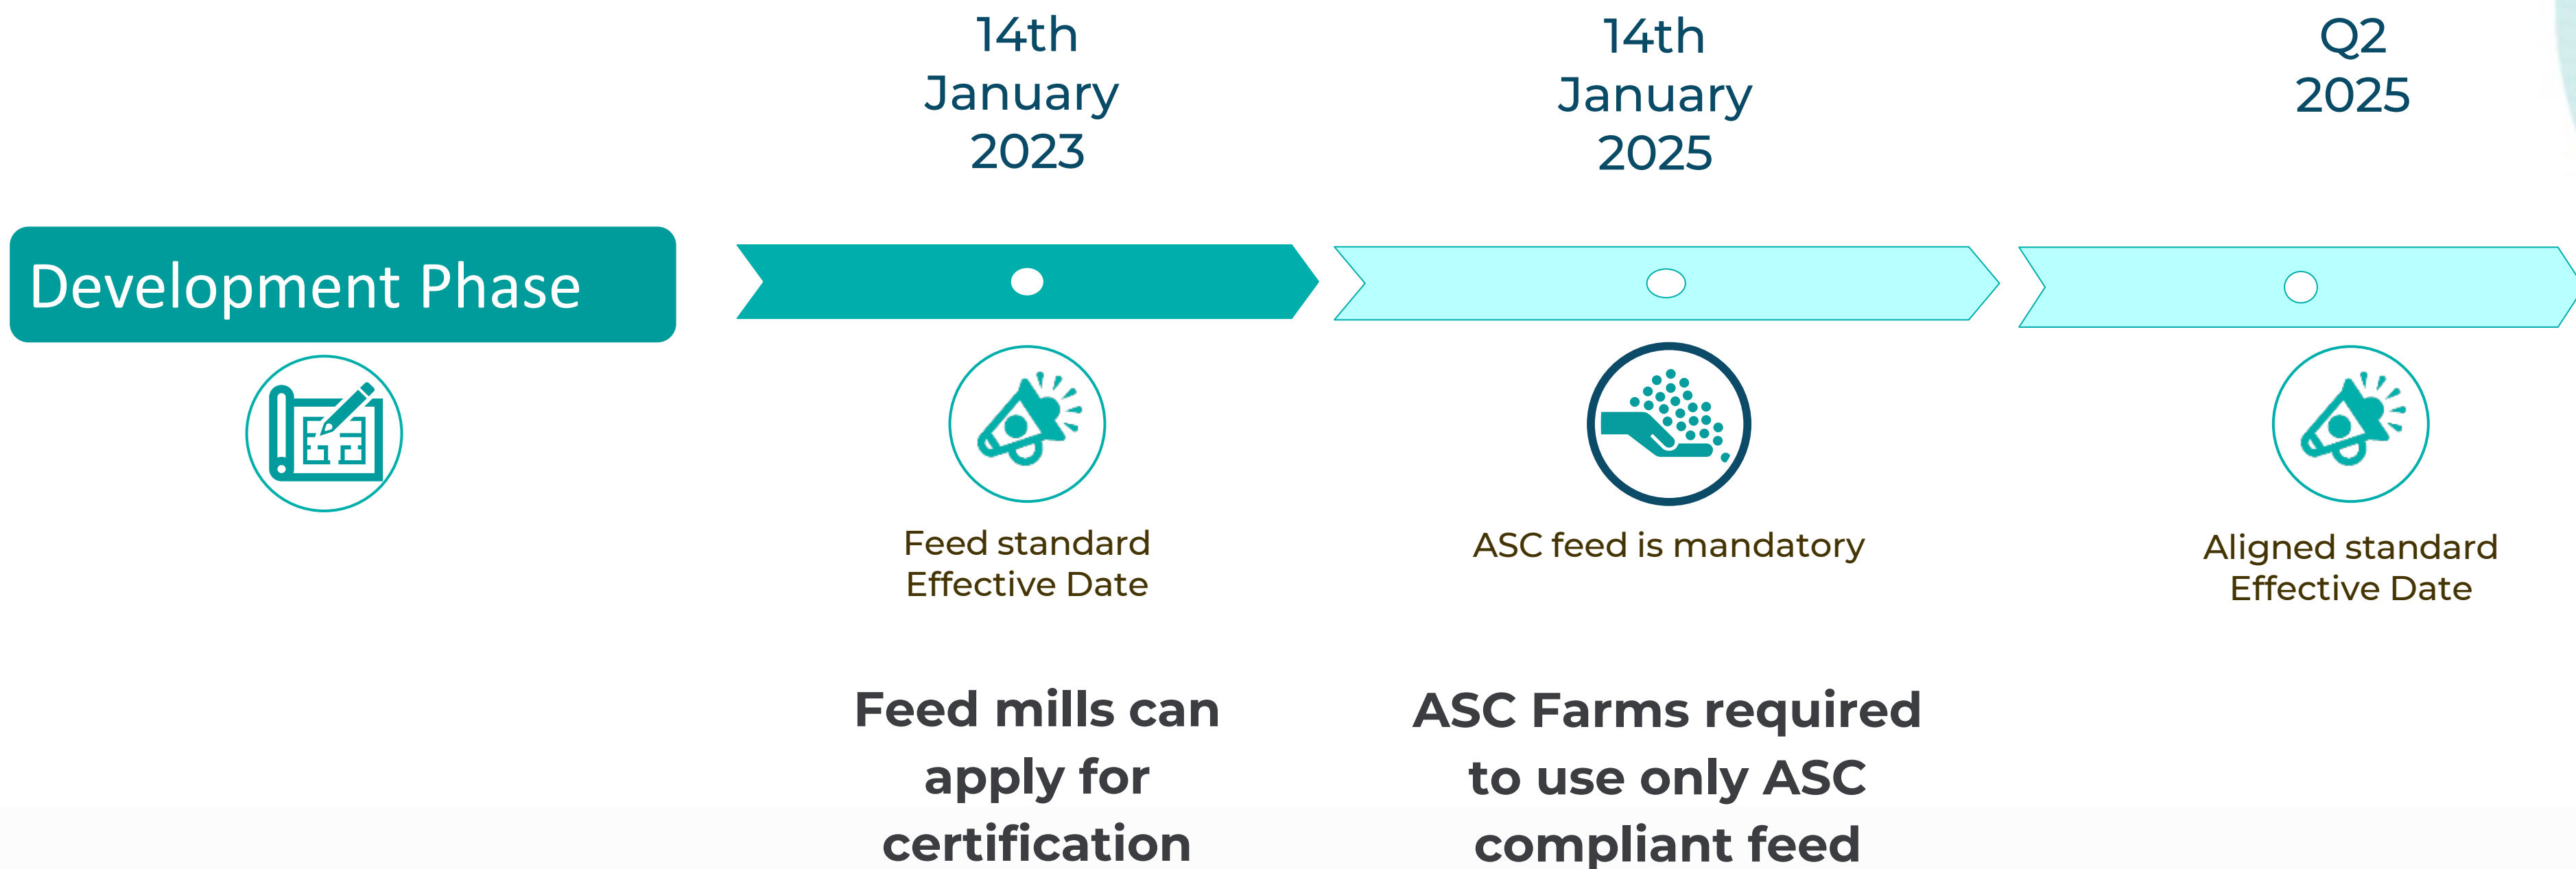 14th
January
2023
14th
January
2025
Q2
2025
Development Phase
Feed standard
Effective Date
ASC feed is mandatory
Aligned standard
Effective Date
Feed mills can
apply for
certification
ASC Farms required
to use only ASC
compliant feed